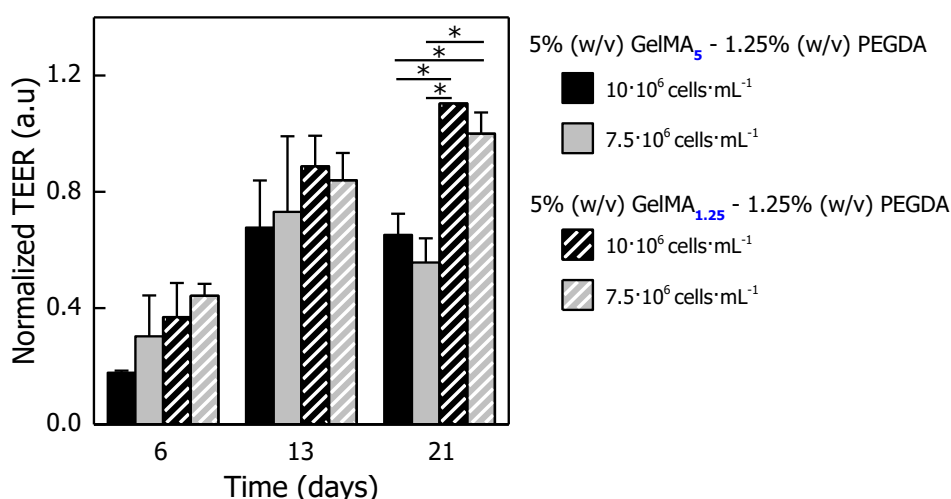 Normalized TEER (a.u)
1.2
0.8
0.4
0.0
*
*
*
*
6 13 21
Time (days)
5% (w/v) GelMA₅ - 1.25% (w/v) PEGDA
10·10⁶ cells·mL⁻¹
7.5·10⁶ cells·mL⁻¹
5% (w/v) GelMA₁.₂₅ - 1.25% (w/v) PEGDA
10·10⁶ cells·mL⁻¹
7.5·10⁶ cells·mL⁻¹